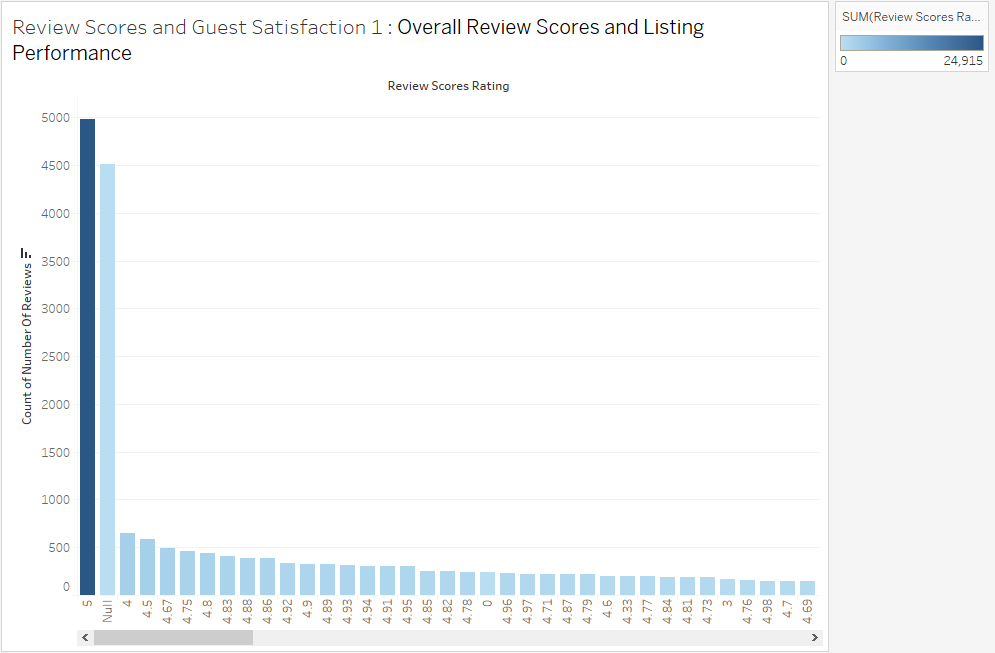 Review Scores and Guest Satisfaction 1 : Overall Review Scores and Listing
Performance
SUM(Review Scores Ra...
0 24,915
Review Scores Rating
Count of Number Of Reviews
5000
4500
4000
3500
3000
2500
2000
1500
1000
500
0
5 Null 4 4.5 4.67 4.75 4.8 4.83 4.88 4.86 4.92 4.9 4.89 4.93 4.94 4.91 4.95 4.85 4.82 4.78 0 4.96 4.97 4.71 4.87 4.79 4.6 4.33 4.77 4.84 4.81 4.73 3 4.76 4.98 4.7 4.69